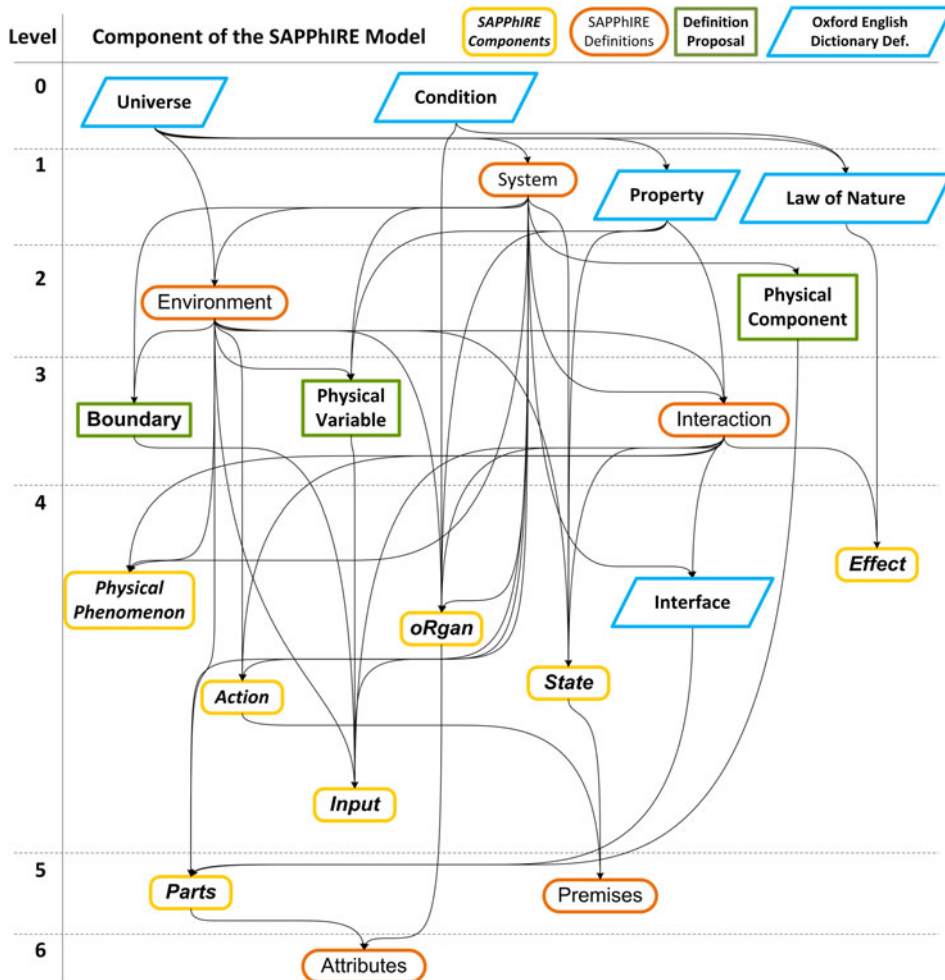 Level
Component of the SAPPhIRE Model
SAPPhIRE
Components
SAPPhIRE
Definitions
Definition
Proposal
Oxford English
Dictionary Def.
0
Universe
Condition
1
System
Property
Law of Nature
2
Environment
Physical
Component
3
Boundary
Physical
Variable
Interaction
4
Physical
Phenomenon
oRgan
Interface
Effect
Action
State
Input
5
Parts
Premises
6
Attributes